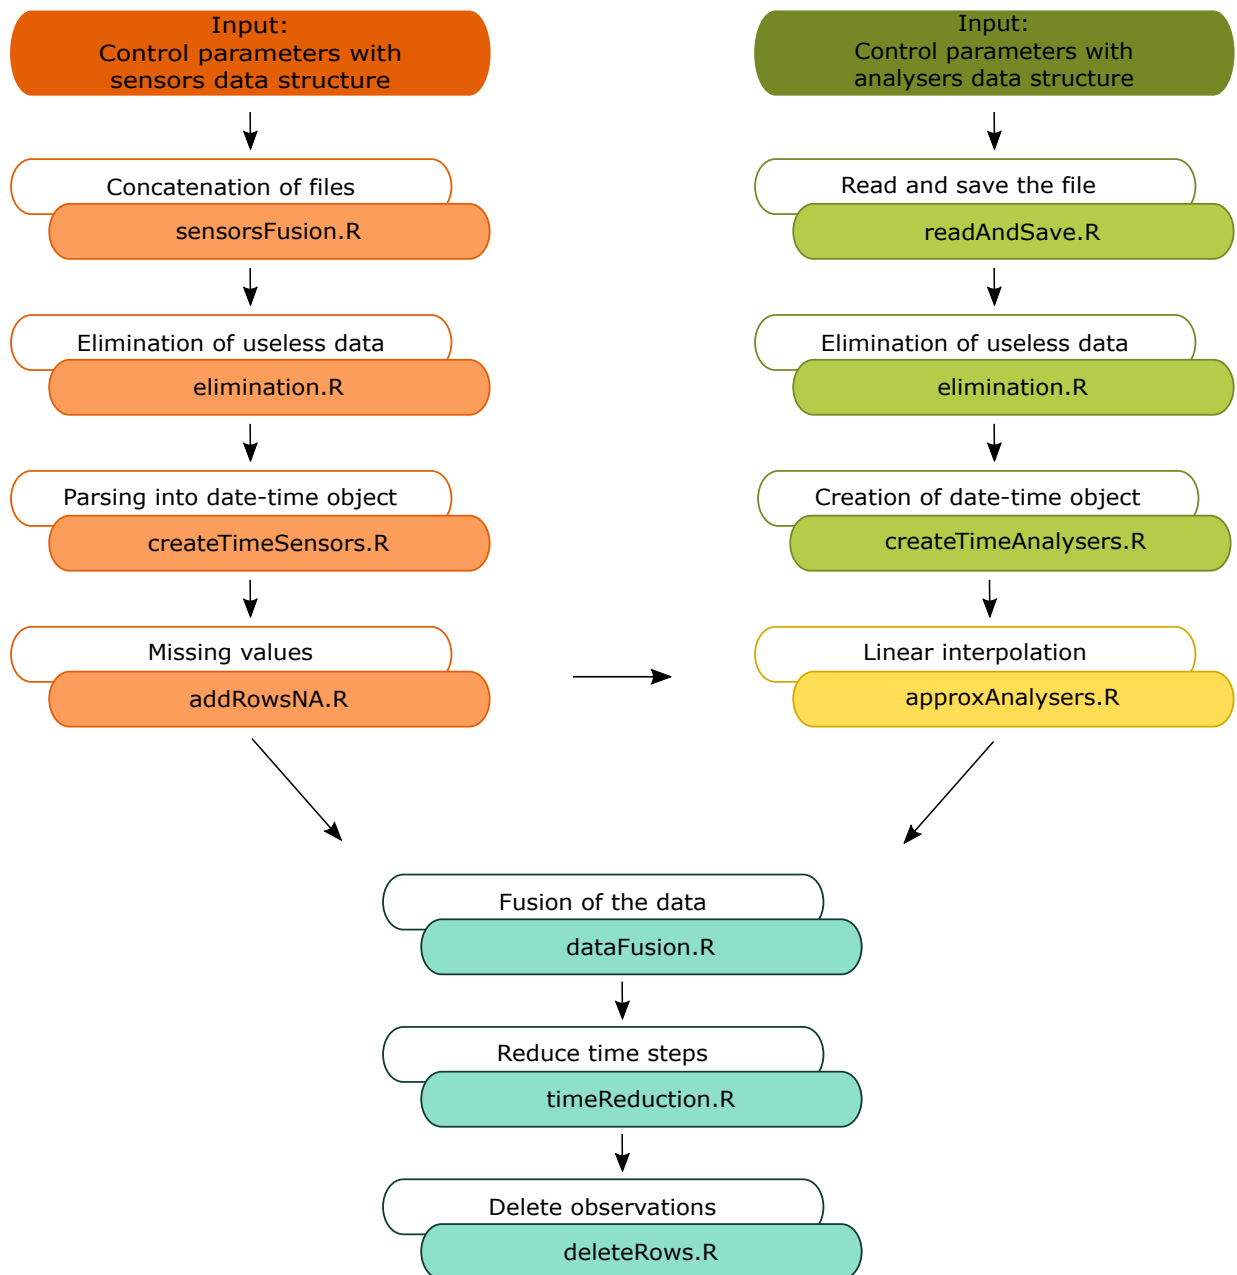 Input:
Control parameters with
sensors data structure
Concatenation of files
sensorsFusion.R
Elimination of useless data
elimination.R
Parsing into date-time object
createTimeSensors.R
Missing values
addRowsNA.R
Input:
Control parameters with
analysers data structure
Read and save the file
readAndSave.R
Elimination of useless data
elimination.R
Creation of date-time object
createTimeAnalysers.R
Linear interpolation
approxAnalysers.R
Fusion of the data
dataFusion.R
Reduce time steps
timeReduction.R
Delete observations
deleteRows.R